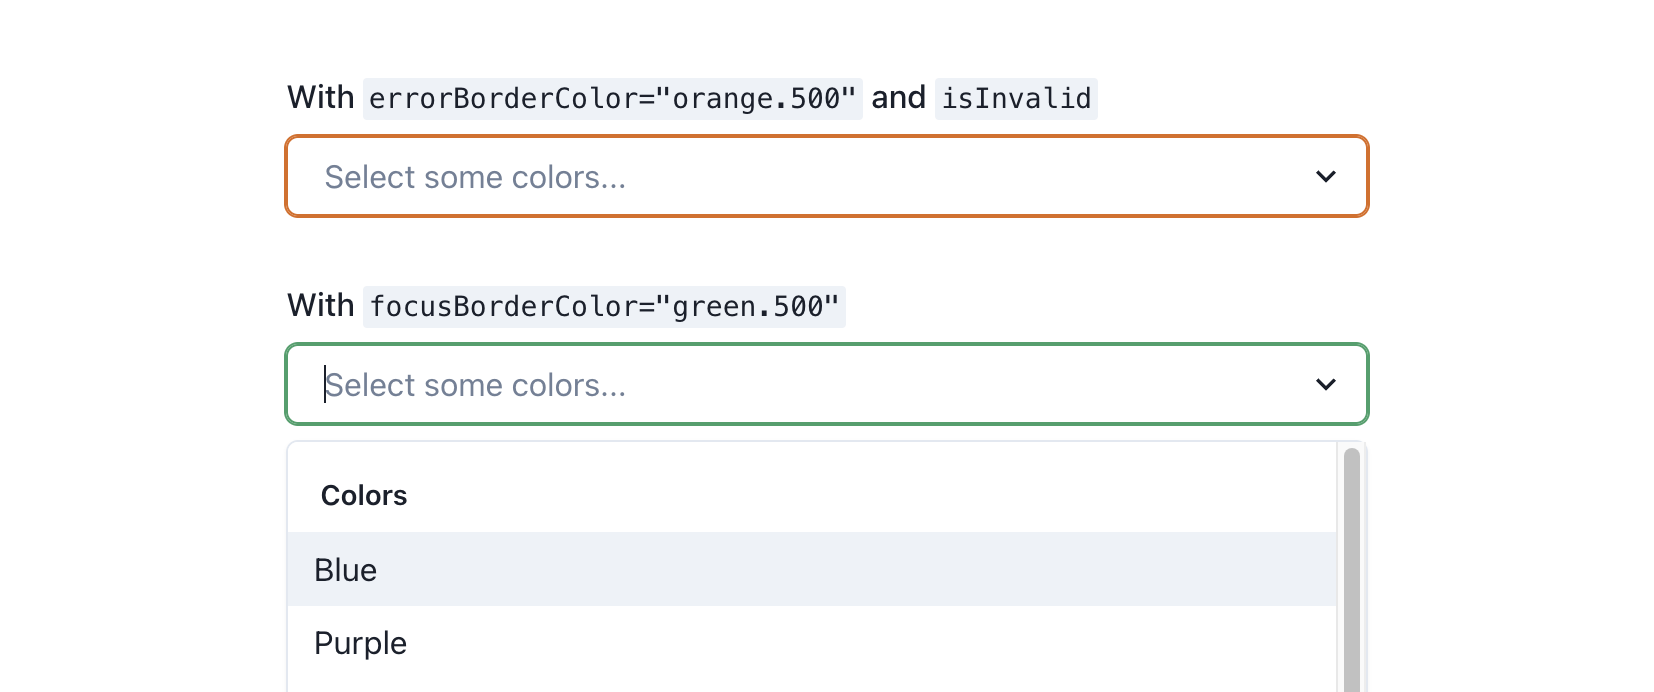 With errorBorderColor="orange.500" and isInvalid
Select some colors...
With focusBorderColor="green.500"
Select some colors...
Colors
Blue
Purple